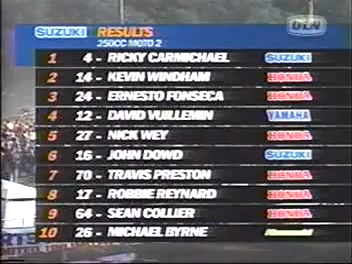 SUZUKI RESULTS OLN
250CC MOTO 2
1 4 - RICKY CARMICHAEL SUZUKI
2 14 - KEVIN WINDHAM HONDA
3 24 - ERNESTO FONSECA HONDA
4 12 - DAVID VUILLEMIN YAMAHA
5 27 - NICK WEY HONDA
6 16 - JOHN DOWD SUZUKI
7 70 - TRAVIS PRESTON HONDA
8 17 - ROBBIE REYNARD HONDA
9 64 - SEAN COLLIER HONDA
10 26 - MICHAEL BYRNE Kawasaki